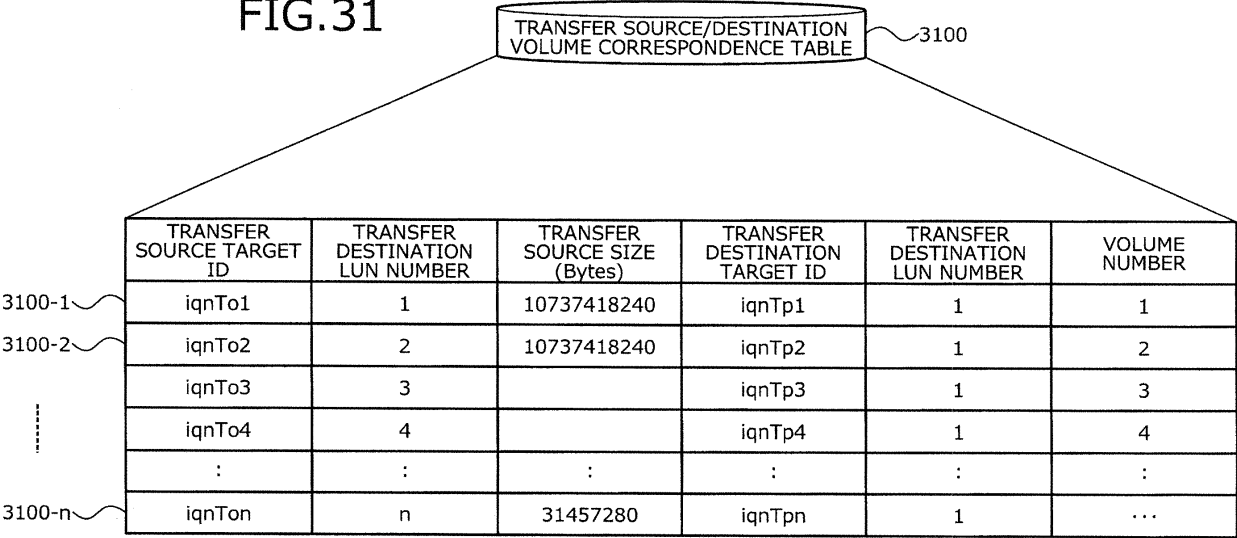 FIG.31
TRANSFER SOURCE/DESTINATION
VOLUME CORRESPONDENCE TABLE
3100
TRANSFER SOURCE TARGET ID
TRANSFER DESTINATION LUN NUMBER
TRANSFER SOURCE SIZE (Bytes)
TRANSFER DESTINATION TARGET ID
TRANSFER DESTINATION LUN NUMBER
VOLUME NUMBER
3100-1 iqnTo1 1 10737418240 iqnTp1 1 1
3100-2 iqnTo2 2 10737418240 iqnTp2 1 2
iqnTo3 3 iqnTp3 1 3
iqnTo4 4 iqnTp4 1 4
: : : : : :
3100-n iqnTon n 31457280 iqnTpn 1 ...